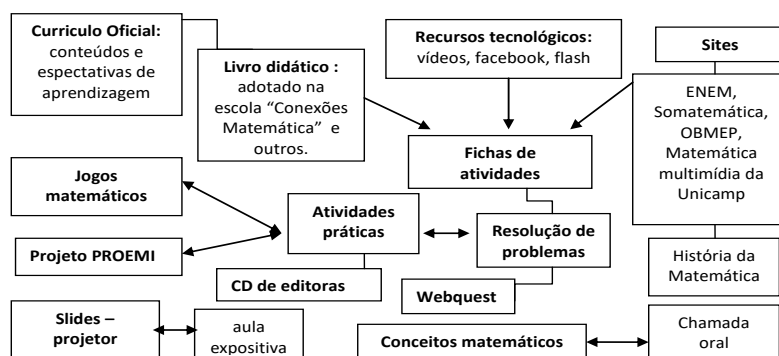 Curriculo Oficial:
conteúdos e
espectativas de
aprendizagem
Livro didático :
adotado na
escola “Conexões
Matemática” e
outros.
Recursos tecnológicos:
vídeos, facebook, flash
Sites
ENEM,
Somatemática,
OBMEP,
Matemática
multimídia da
Unicamp
Fichas de
atividades
Jogos
matemáticos
Atividades
práticas
Resolução de
problemas
Projeto PROEMI
História da
Matemática
CD de editoras
Webquest
Slides –
projetor
aula
expositiva
Conceitos matemáticos
Chamada
oral